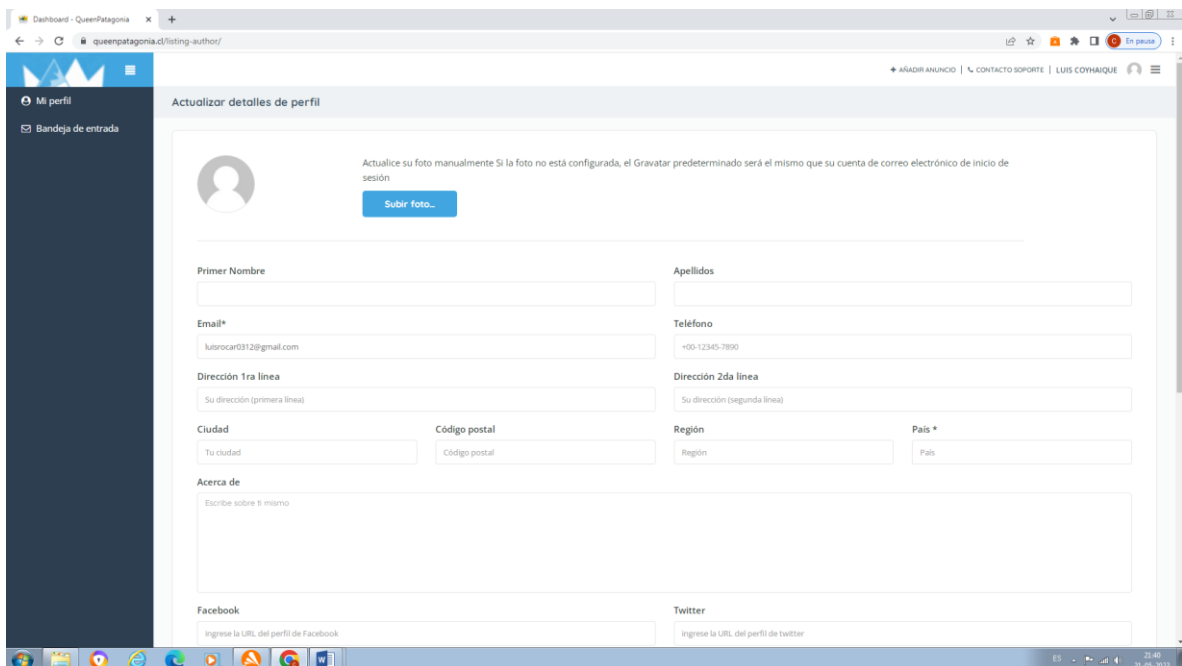 Dashboard - QueenPatagonia
queenpatagonia.cl/listing-author/
En pausa
AÑADIR ANUNCIO | CONTACTO SOPORTE | LUIS COYHAIQUE
Mi perfil
Bandeja de entrada
Actualizar detalles de perfil
Actualice su foto manualmente Si la foto no está configurada, el Gravatar predeterminado será el mismo que su cuenta de correo electrónico de inicio de
sesión
Subir foto...
Primer Nombre Apellidos
Email* Teléfono
luisrocar0312@gmail.com +00-12345-7890
Dirección 1ra línea Dirección 2da línea
Su dirección (primera línea) Su dirección (segunda línea)
Ciudad Código postal Región País *
Tu ciudad Código postal Región País
Acerca de
Escribe sobre ti mismo
Facebook Twitter
ingrese la URL del perfil de Facebook ingrese la URL del perfil de twitter
ES 21:40